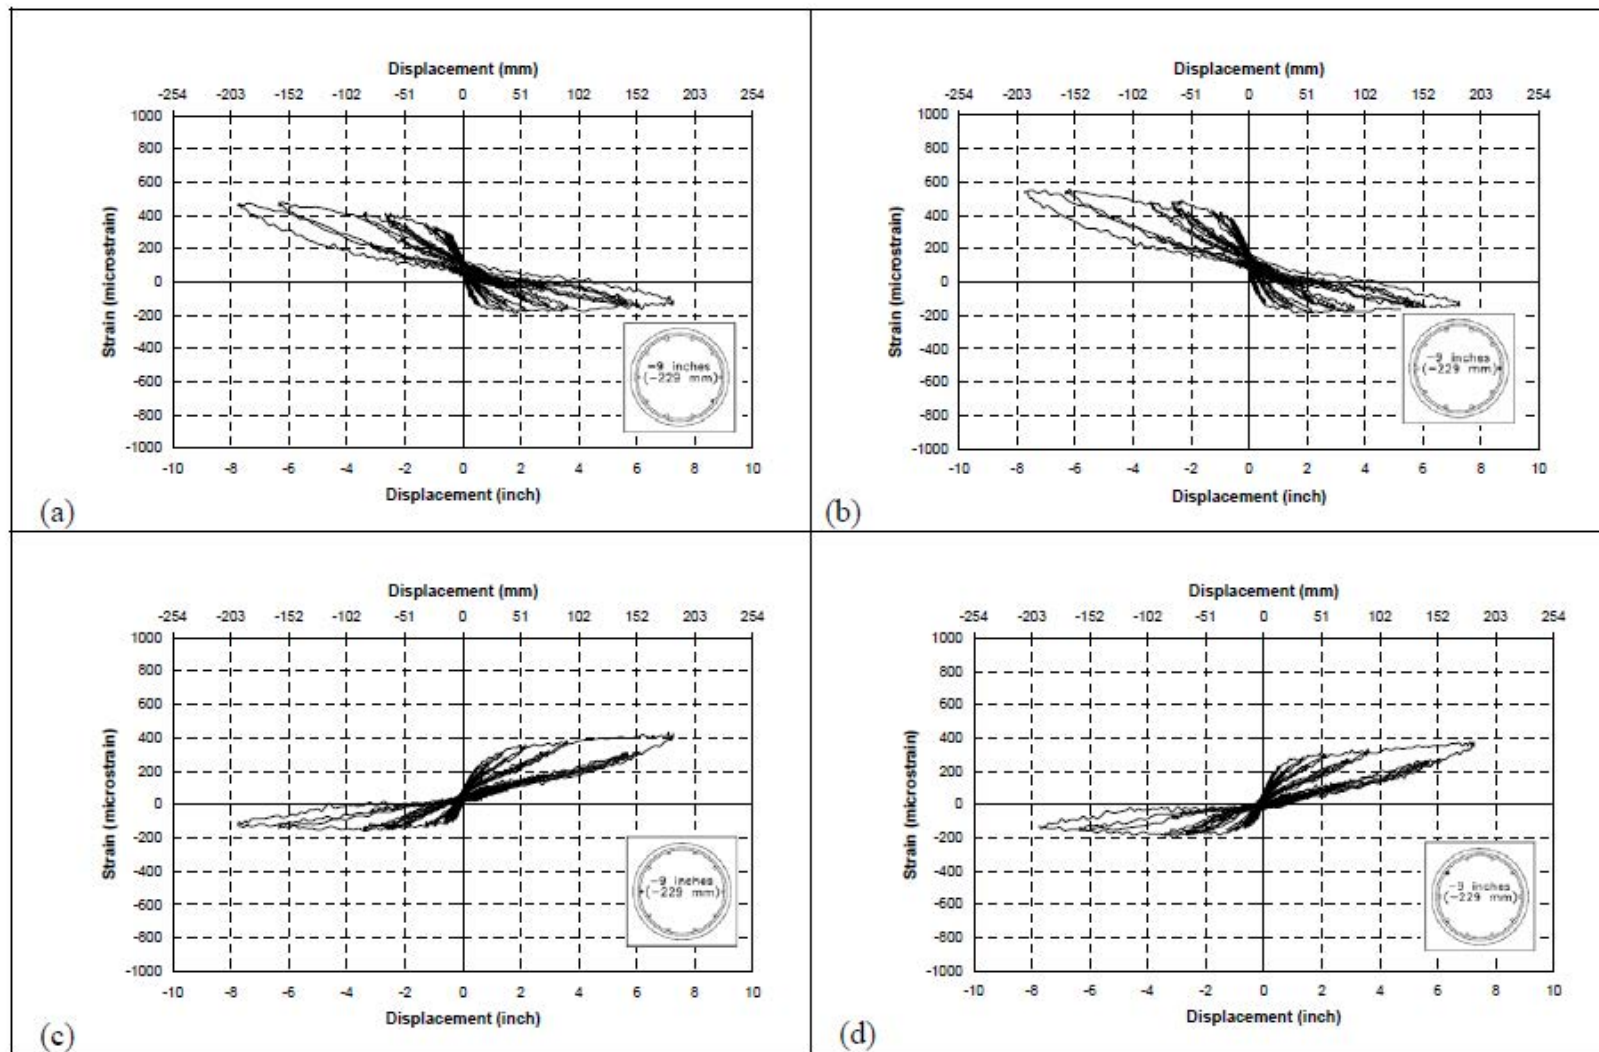 Displacement (mm)
-254 -203 -152 -102 -51 0 51 102 152 203 254
1000
800
600
400
200
0
-200
-400
-600
-800
-1000
Strain (microstrain)
-9 inches
(-229 mm)
-10 -8 -6 -4 -2 0 2 4 6 8 10
Displacement (inch)
(a)
Displacement (mm)
-254 -203 -152 -102 -51 0 51 102 152 203 254
1000
800
600
400
200
0
-200
-400
-600
-800
-1000
Strain (microstrain)
-9 inches
(-229 mm)
-10 -8 -6 -4 -2 0 2 4 6 8 10
Displacement (inch)
(b)
Displacement (mm)
-254 -203 -152 -102 -51 0 51 102 152 203 254
1000
800
600
400
200
0
-200
-400
-600
-800
-1000
Strain (microstrain)
-9 inches
(-229 mm)
-10 -8 -6 -4 -2 0 2 4 6 8 10
Displacement (inch)
(c)
Displacement (mm)
-254 -203 -152 -102 -51 0 51 102 152 203 254
1000
800
600
400
200
0
-200
-400
-600
-800
-1000
Strain (microstrain)
-9 inches
(-229 mm)
-10 -8 -6 -4 -2 0 2 4 6 8 10
Displacement (inch)
(d)